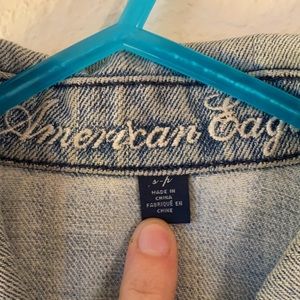 American Eag
s-p
MADE IN
CHINA
FABRIQUÉ EN
CHINE